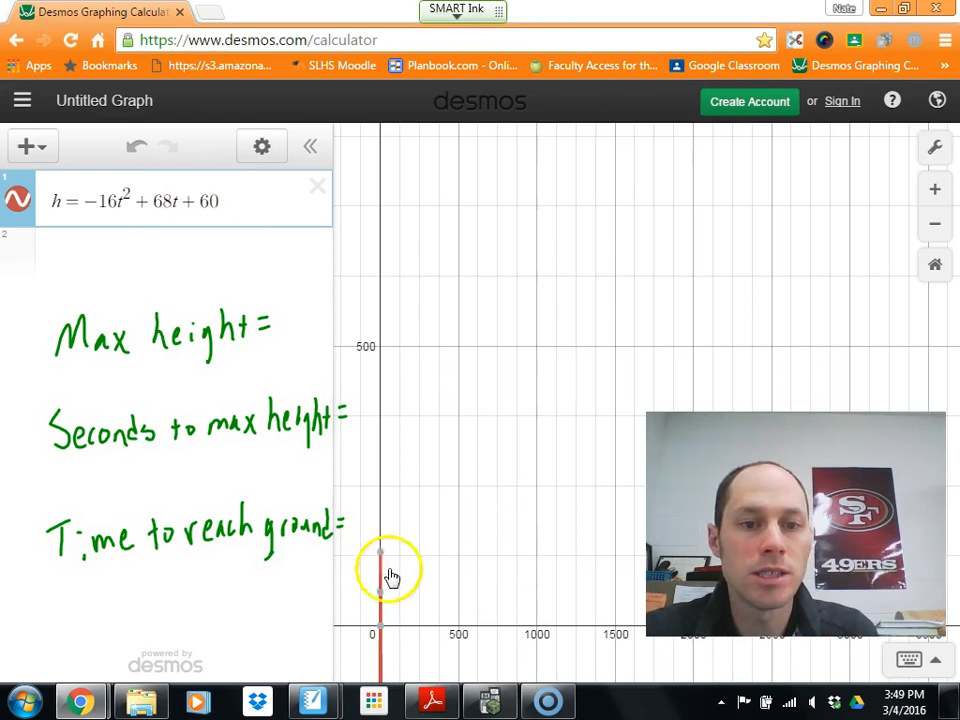 Desmos Graphing Calculat
SMART Ink
Nate
https://www.desmos.com/calculator
Apps
Bookmarks
https://s3.amazona...
SLHS Moodle
Planbook.com - Onli...
Faculty Access for th...
Google Classroom
Desmos Graphing C...
»
Untitled Graph
desmos
Create Account
or
Sign In
1
h = −16t² + 68t + 60
2
Max height=
Seconds to max height=
Time to reach ground=
500
0
500
1000
1500
49ERS
SF
powered by
desmos
3:49 PM
3/4/2016